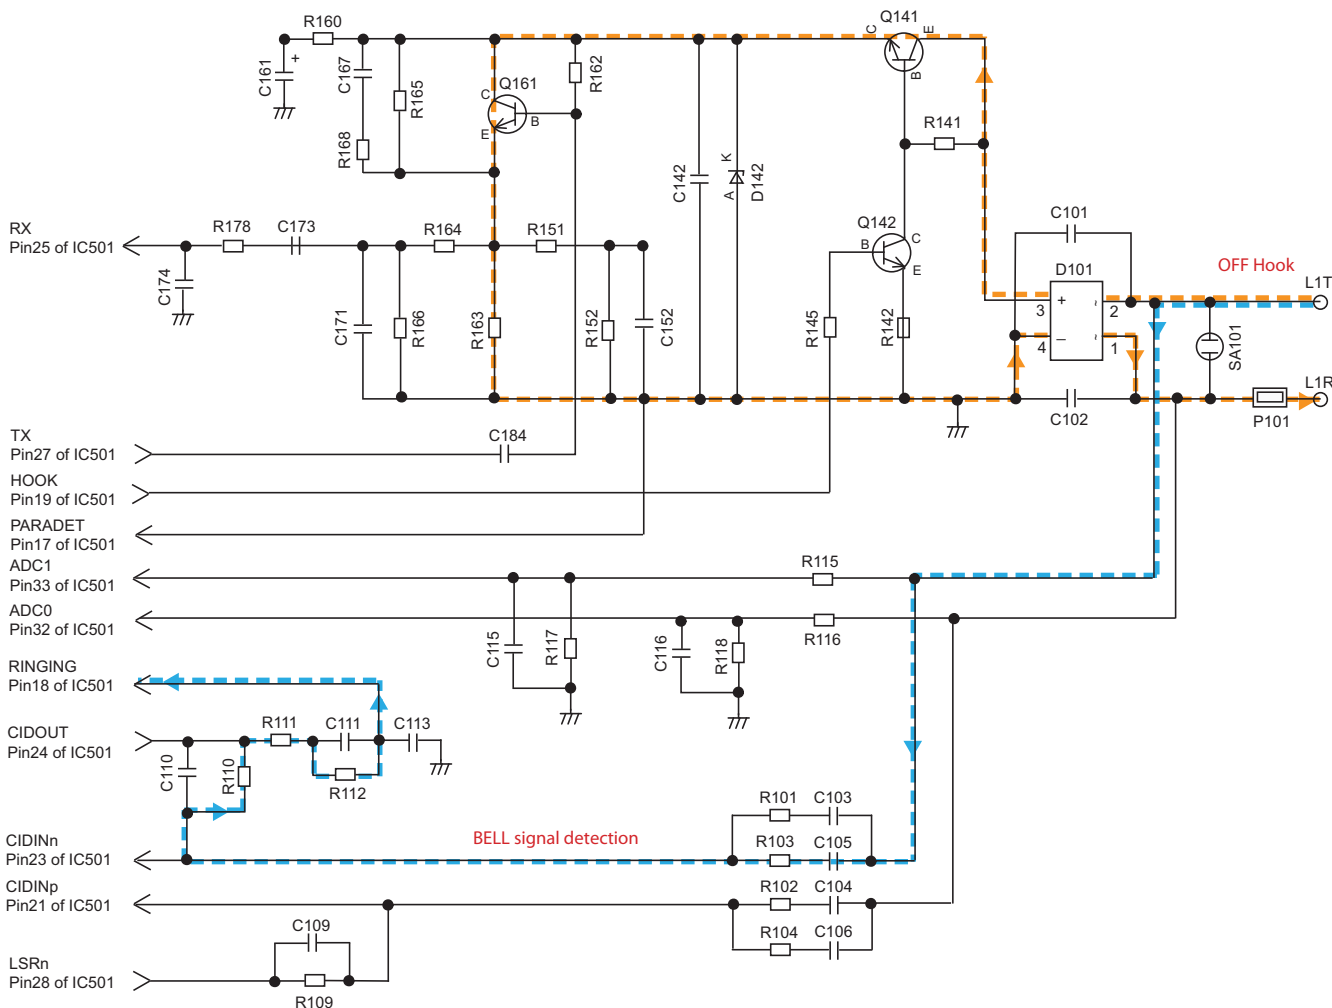 R160
Q141
C
E
B
C161
+
C167
R165
R168
Q161
C
B
E
R162
C142
K
A
D142
R141
Q142
B
C
E
C101
D101
+
3
~
2
–
4
~
1
OFF Hook
L1T
SA101
L1R
P101
C102
RX
Pin25 of IC501
R178
C173
R164
R151
C174
C171
R166
R163
R152
C152
R145
R142
TX
Pin27 of IC501
C184
HOOK
Pin19 of IC501
PARADET
Pin17 of IC501
ADC1
Pin33 of IC501
R115
ADC0
Pin32 of IC501
R116
C115
R117
C116
R118
RINGING
Pin18 of IC501
CIDOUT
Pin24 of IC501
R111
C111
C113
C110
R110
R112
BELL signal detection
R101
C103
CIDINn
Pin23 of IC501
R103
C105
CIDINp
Pin21 of IC501
R102
C104
R104
C106
C109
LSRn
Pin28 of IC501
R109